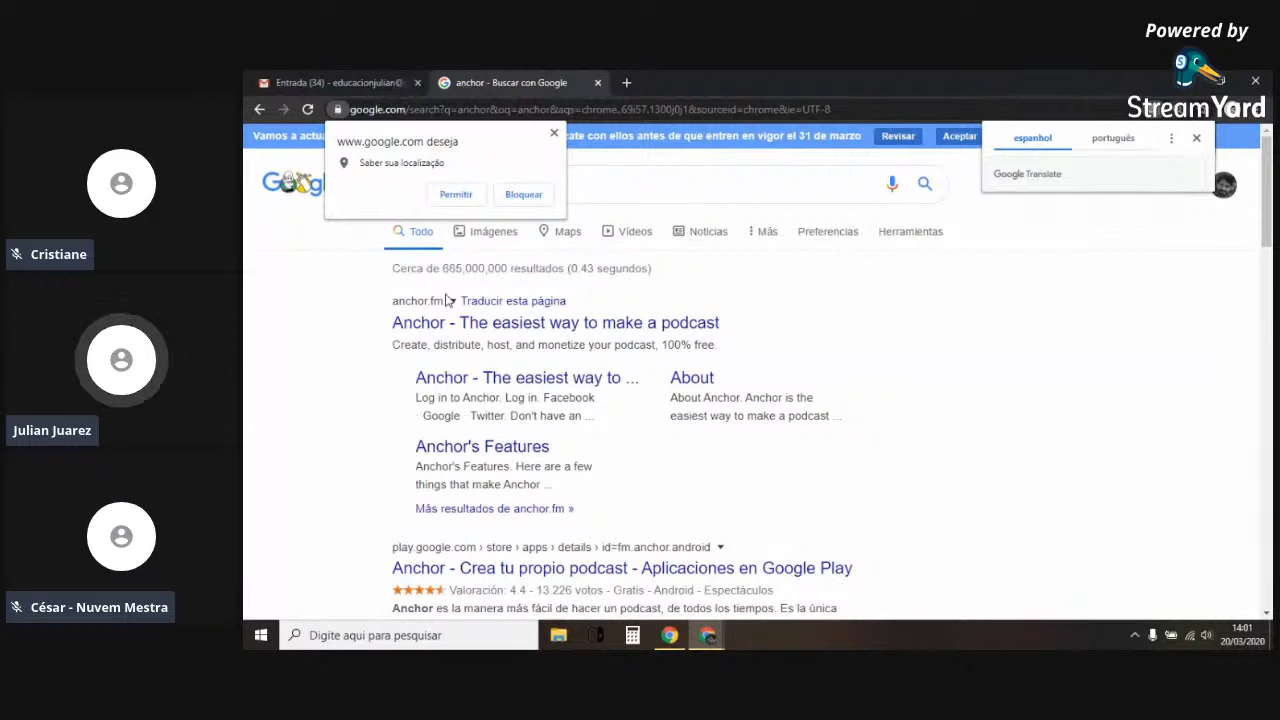 Powered by
StreamYard
Entrada (34) - educacionjulian@
anchor - Buscar con Google
google.com/search?q=anchor&oq=anchor&aqs=chrome..69i57.1300j0j1&sourceid=chrome&ie=UTF-8
Vamos a actua
zate con ellos antes de que entren en vigor el 31 de marzo
Revisar
Aceptar
www.google.com deseja
Saber sua localização
Permitir
Bloquear
espanhol
português
Google Translate
Todo
Imágenes
Maps
Vídeos
Noticias
Más
Preferencias
Herramientas
Cerca de 665,000,000 resultados (0.43 segundos)
anchor.fm Traducir esta página
Anchor - The easiest way to make a podcast
Create, distribute, host, and monetize your podcast, 100% free.
Anchor - The easiest way to ...
Log in to Anchor. Log in. Facebook
· Google · Twitter. Don't have an ...
About
About Anchor. Anchor is the
easiest way to make a podcast ...
Anchor's Features
Anchor's Features. Here are a few
things that make Anchor ...
Más resultados de anchor.fm »
play.google.com › store › apps › details › id=fm.anchor.android
Anchor - Crea tu propio podcast - Aplicaciones en Google Play
Valoración: 4.4 - 13.226 votos - Gratis - Android - Espectáculos
Anchor es la manera más fácil de hacer un podcast, de todos los tiempos. Es la única
Digite aqui para pesquisar
14:01
20/03/2020
Cristiane
Julian Juarez
César - Nuvem Mestra